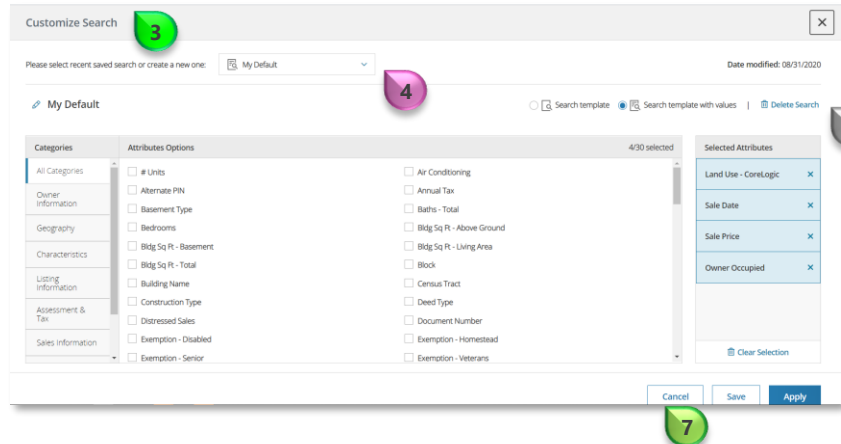 Customize Search
3
×
Please select recent saved search or create a new one: My Default
Date modified: 08/31/2020
4
My Default
Search template Search template with values | Delete Search
Categories
Attributes Options 4/30 selected
Selected Attributes
All Categories
Owner
Information
Geography
Characteristics
Listing
Information
Assessment &
Tax
Sales Information
# Units Air Conditioning
Alternate PIN Annual Tax
Basement Type Baths - Total
Bedrooms Bldg Sq Ft - Above Ground
Bldg Sq Ft - Basement Bldg Sq Ft - Living Area
Bldg Sq Ft - Total Block
Building Name Census Tract
Construction Type Deed Type
Distressed Sales Document Number
Exemption - Disabled Exemption - Homestead
Exemption - Senior Exemption - Veterans
Land Use - CoreLogic ×
Sale Date ×
Sale Price ×
Owner Occupied ×
Clear Selection
Cancel Save Apply
7